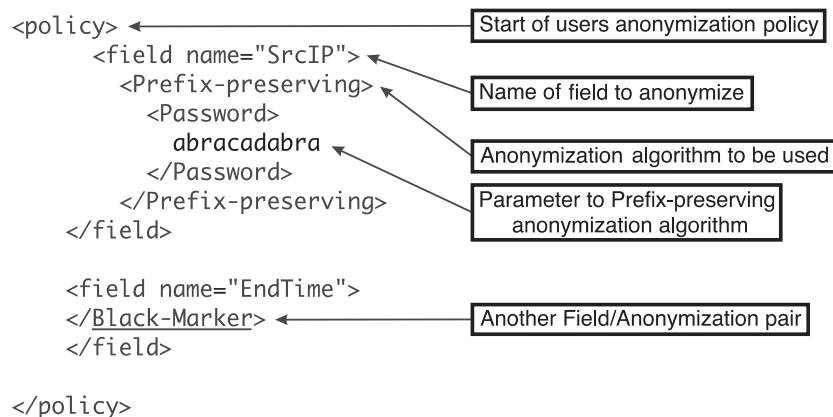 <policy>
Start of users anonymization policy
<field name="SrcIP">
Name of field to anonymize
<Prefix-preserving>
<Password>
abracadabra
Anonymization algorithm to be used
</Password>
</Prefix-preserving>
Parameter to Prefix-preserving
anonymization algorithm
</field>
<field name="EndTime">
</Black-Marker>
Another Field/Anonymization pair
</field>
</policy>